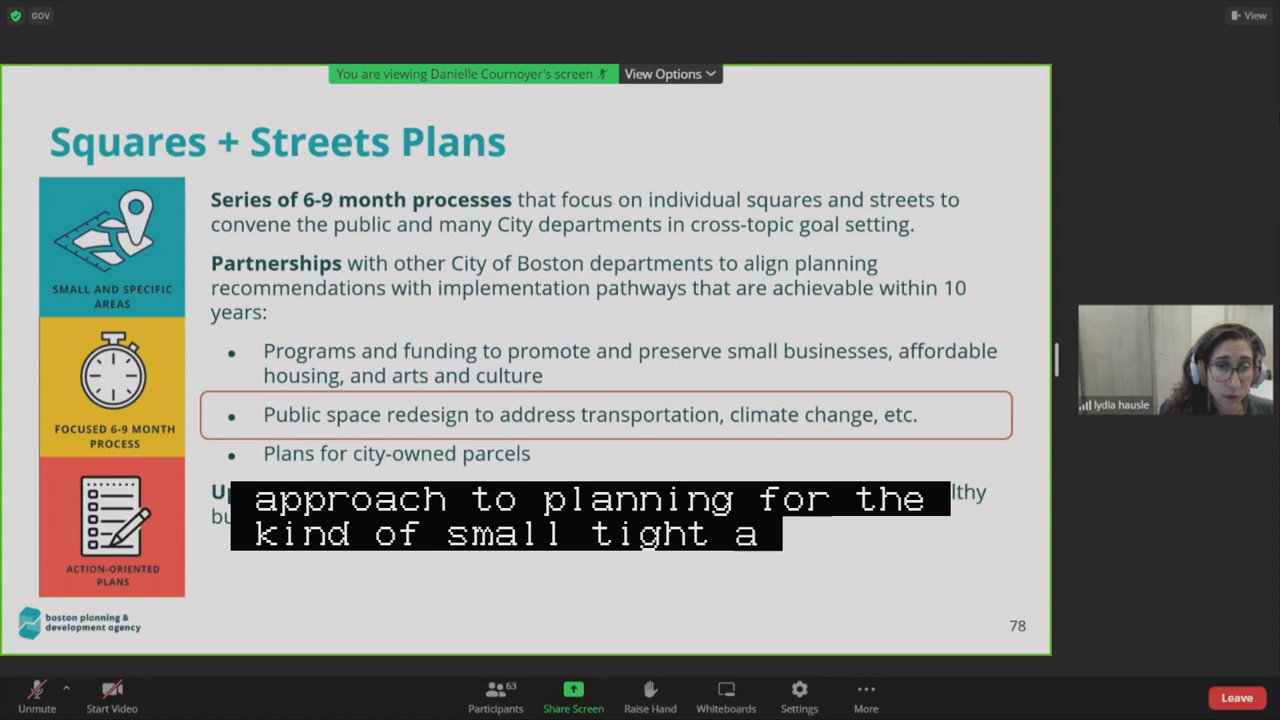 GOV
View
You are viewing Danielle Cournoyer's screen
View Options
Squares + Streets Plans
SMALL AND SPECIFIC
AREAS
FOCUSED 6-9 MONTH
PROCESS
ACTION-ORIENTED
PLANS
Series of 6-9 month processes that focus on individual squares and streets to
convene the public and many City departments in cross-topic goal setting.
Partnerships with other City of Boston departments to align planning
recommendations with implementation pathways that are achievable within 10
years:
• Programs and funding to promote and preserve small businesses, affordable
housing, and arts and culture
• Public space redesign to address transportation, climate change, etc.
• Plans for city-owned parcels
approach to planning for the
kind of small tight a
boston planning &
development agency
78
lydia hausle
Unmute
Start Video
63
Participants
Share Screen
Raise Hand
Whiteboards
Settings
More
Leave